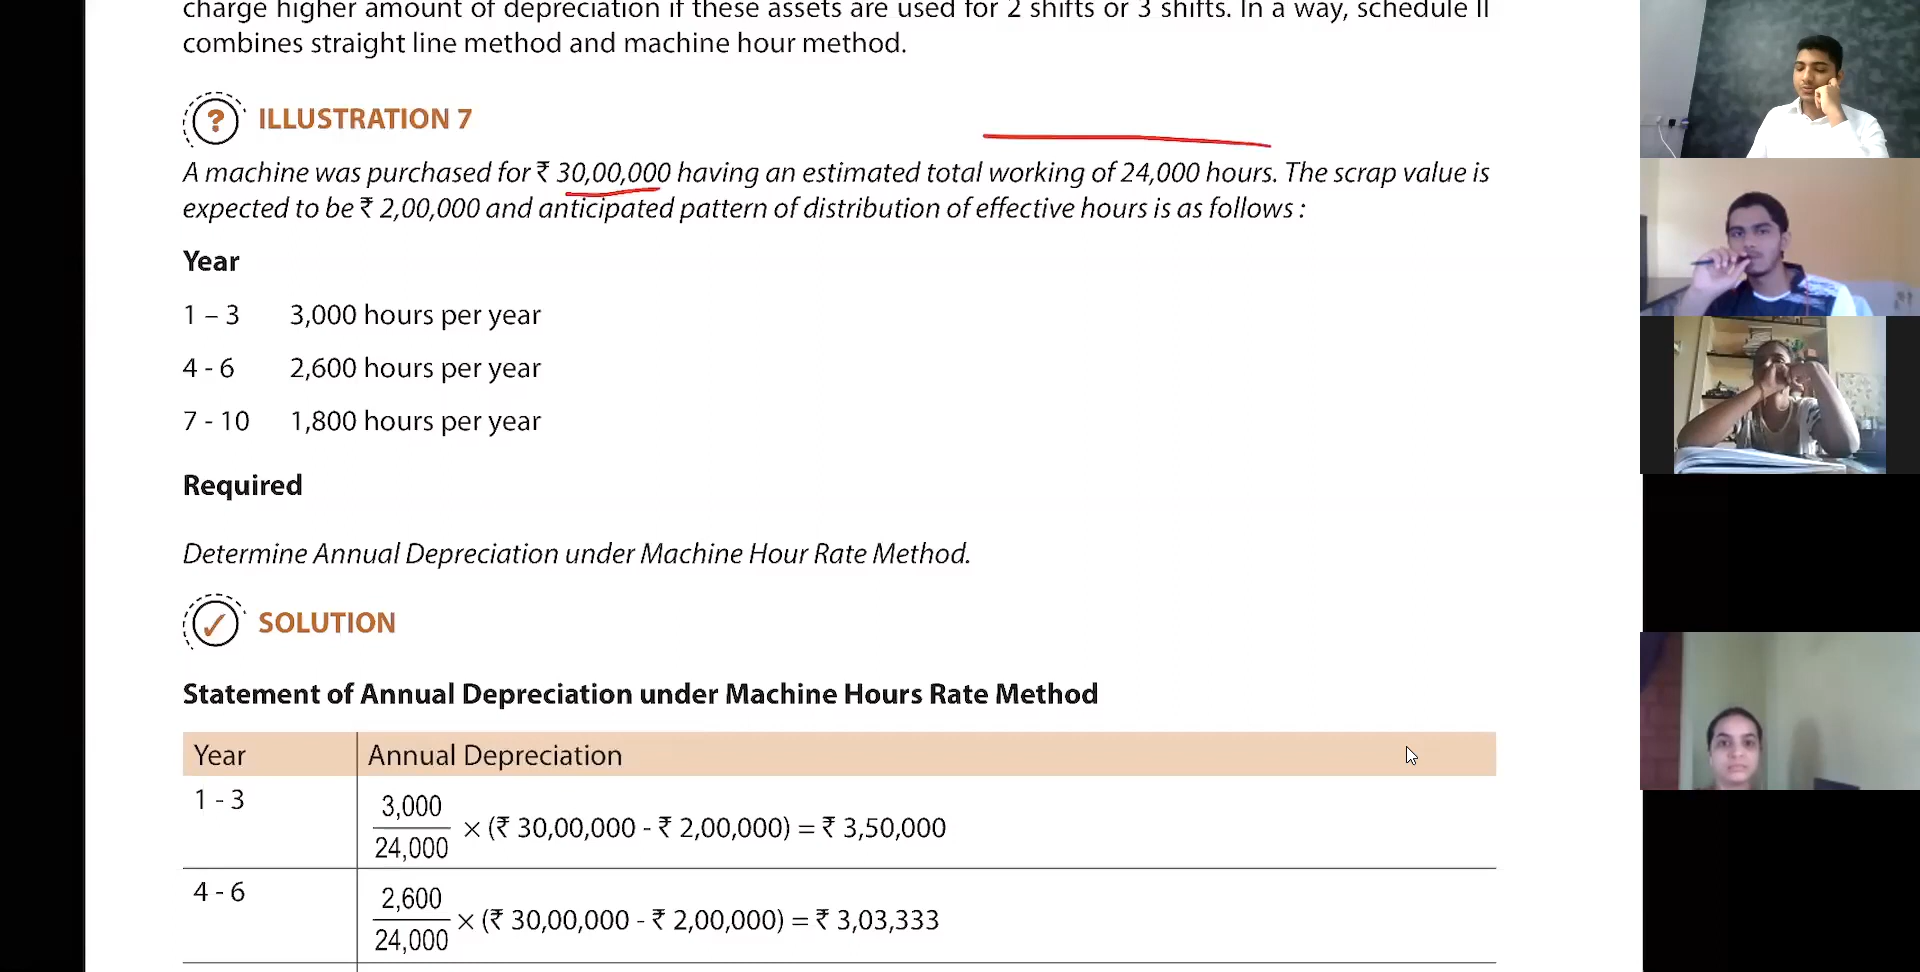 charge higher amount of depreciation if these assets are used for 2 shifts or 3 shifts. In a way, schedule II
combines straight line method and machine hour method.
? ILLUSTRATION 7
A machine was purchased for ₹ 30,00,000 having an estimated total working of 24,000 hours. The scrap value is
expected to be ₹ 2,00,000 and anticipated pattern of distribution of effective hours is as follows :
Year
1 – 3 3,000 hours per year
4 - 6 2,600 hours per year
7 - 10 1,800 hours per year
Required
Determine Annual Depreciation under Machine Hour Rate Method.
✓ SOLUTION
Statement of Annual Depreciation under Machine Hours Rate Method
Year Annual Depreciation
1 - 3 3,000/24,000 × (₹ 30,00,000 - ₹ 2,00,000) = ₹ 3,50,000
4 - 6 2,600/24,000 × (₹ 30,00,000 - ₹ 2,00,000) = ₹ 3,03,333